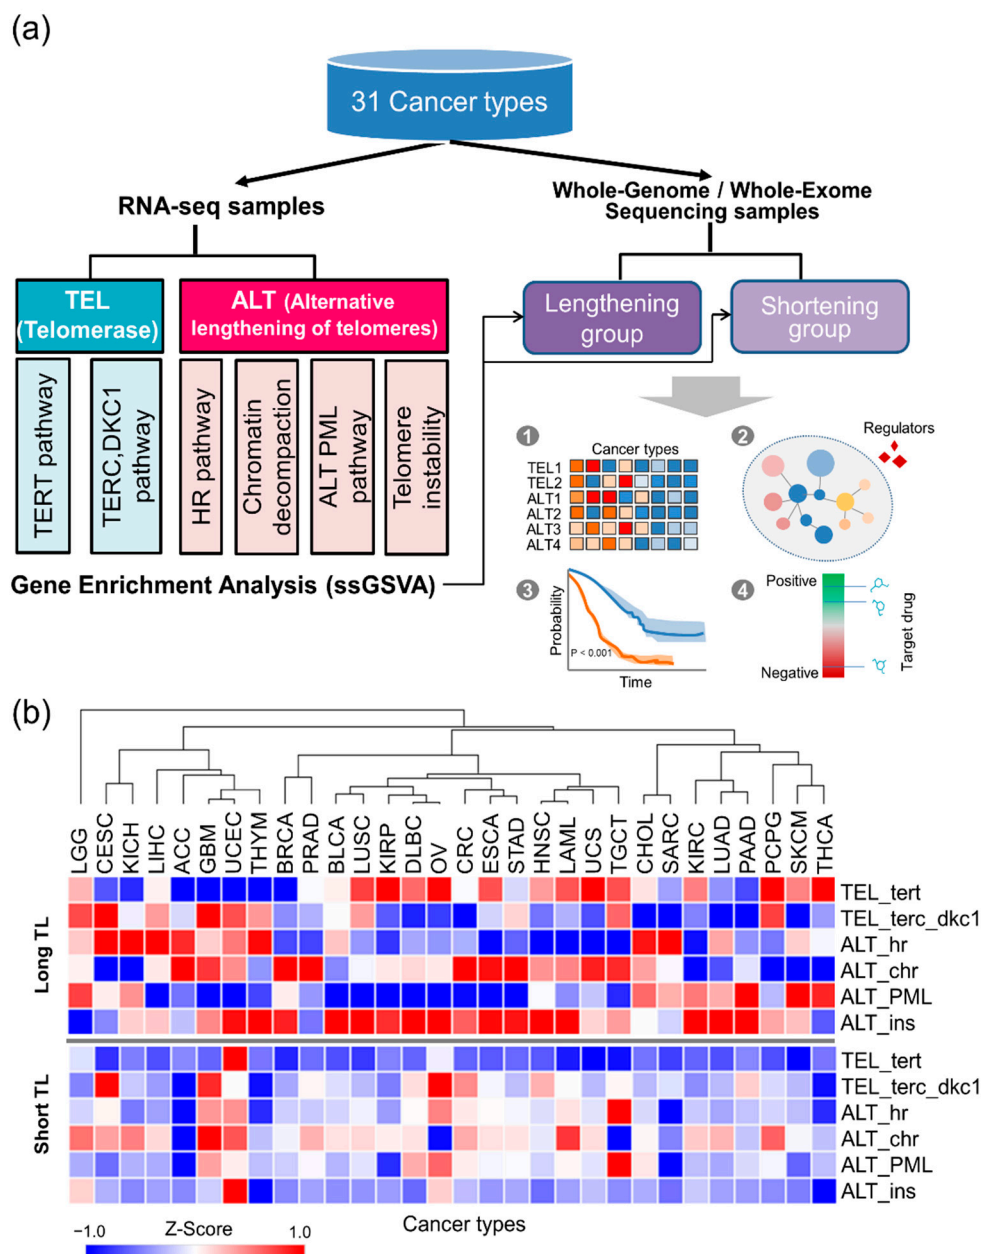 (a)
31 Cancer types
RNA-seq samples
Whole-Genome / Whole-Exome
Sequencing samples
TEL
(Telomerase)
ALT (Alternative
lengthening of telomeres)
Lengthening
group
Shortening
group
TERT pathway
TERC,DKC1
pathway
HR pathway
Chromatin
decompaction
ALT PML
pathway
Telomere
instability
Gene Enrichment Analysis (ssGSVA)
1
Cancer types
TEL1
TEL2
ALT1
ALT2
ALT3
ALT4
2
Regulators
3
Probability
P < 0.001
Time
4
Positive
Negative
Target drug
(b)
LGG
CESC
KICH
LIHC
ACC
GBM
UCEC
THYM
BRCA
PRAD
BLCA
LUSC
KIRP
DLBC
OV
CRC
ESCA
STAD
HNSC
LAML
UCS
TGCT
CHOL
SARC
KIRC
LUAD
PAAD
PCPG
SKCM
THCA
Long TL
TEL_tert
TEL_terc_dkc1
ALT_hr
ALT_chr
ALT_PML
ALT_ins
Short TL
TEL_tert
TEL_terc_dkc1
ALT_hr
ALT_chr
ALT_PML
ALT_ins
−1.0 Z-Score 1.0
Cancer types